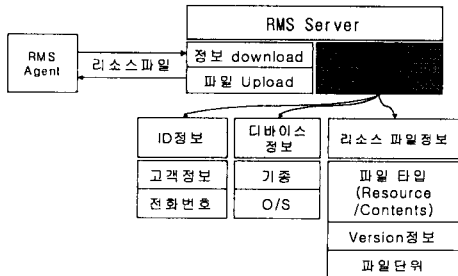 RMS Server
RMS
Agent
리소스파일
정보 download
파일 Upload
ID정보
디바이스
정보
리소스 파일정보
고객정보
전화번호
기종
O/S
파일 타입
(Resource
/Contents)
Version정보
파일단위